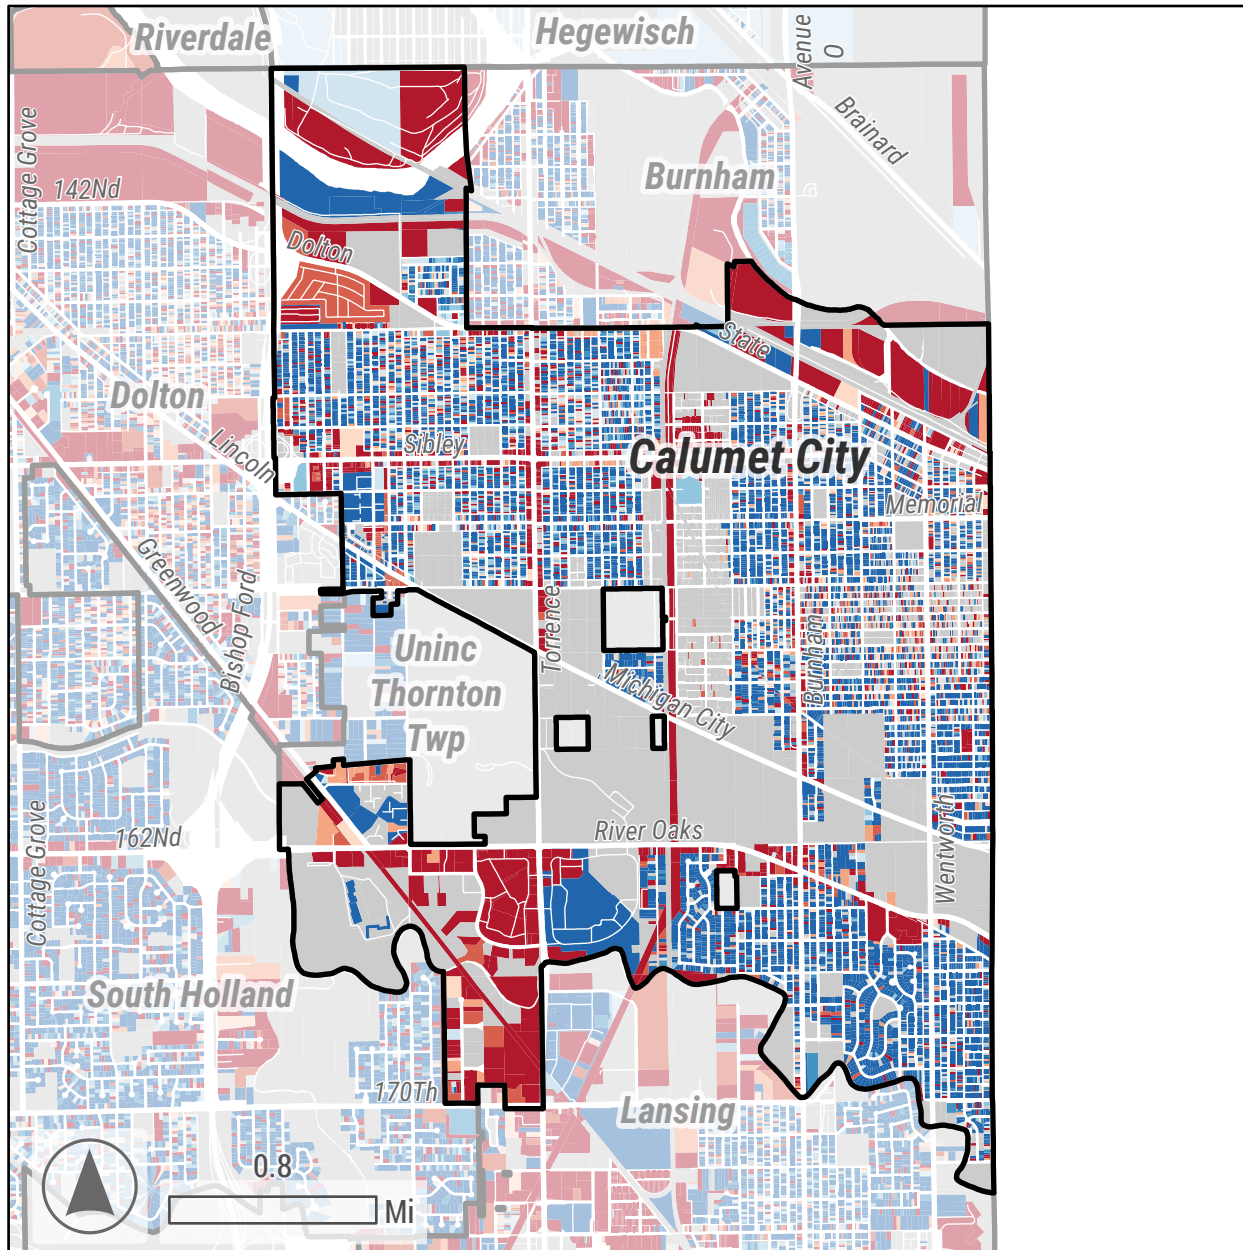 Riverdale
Hegewisch
Avenue
O
Brainard
Cottage Grove
142Nd
Burnham
Dolton
State
Dolton
Lincoln
Sibley
Calumet City
Memorial
Greenwood
Bishop Ford
Uninc
Thornton
Twp
Torrence
Michigan City
Burnham
Cottage Grove
162Nd
River Oaks
Wentworth
South Holland
170Th
Lansing
0.8
Mi